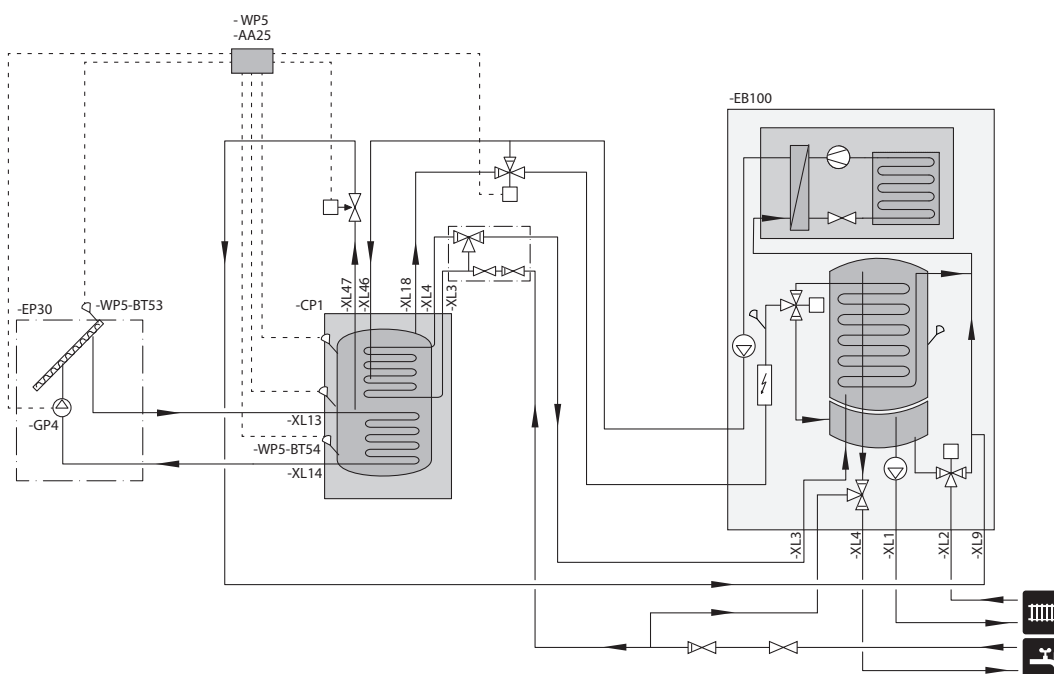 - WP5
-AA25
-EB100
-XL47
-XL46
-XL18
-XL4
-XL3
-EP30
-WP5-BT53
-CP1
-GP4
-XL13
-WP5-BT54
-XL14
-XL3
-XL4
-XL1
-XL2
-XL9